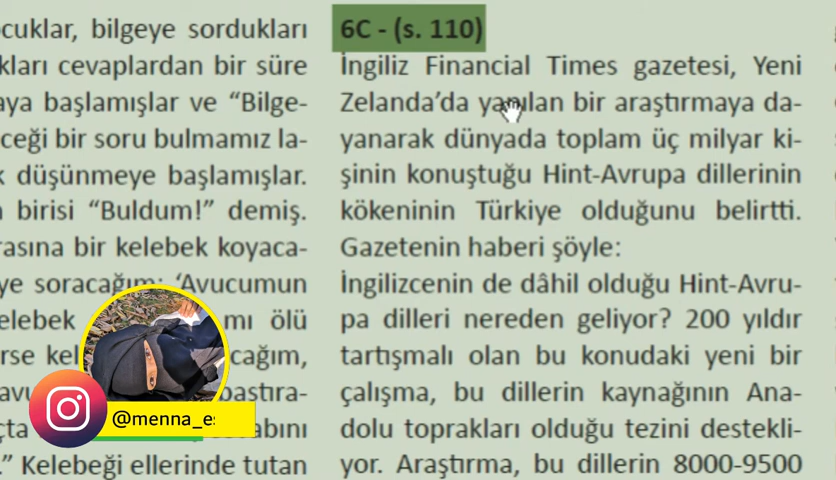 cuklar, bilgeye sordukları
kları cevaplardan bir süre
aya başlamışlar ve “Bilge-
ceği bir soru bulmamız la-
k düşünmeye başlamışlar.
birisi “Buldum!” demiş.
rasına bir kelebek koyaca-
ye soracağım: ‘Avucumun
elebek mı ölü
rse kel cağım,
avu bastıra-
çta abını
.” Kelebeği ellerinde tutan
6C - (s. 110)
İngiliz Financial Times gazetesi, Yeni
Zelanda’da yapılan bir araştırmaya da-
yanarak dünyada toplam üç milyar ki-
şinin konuştuğu Hint-Avrupa dillerinin
kökeninin Türkiye olduğunu belirtti.
Gazetenin haberi şöyle:
İngilizcenin de dâhil olduğu Hint-Avru-
pa dilleri nereden geliyor? 200 yıldır
tartışmalı olan bu konudaki yeni bir
çalışma, bu dillerin kaynağının Ana-
dolu toprakları olduğu tezini destekli-
yor. Araştırma, bu dillerin 8000-9500
@menna_es